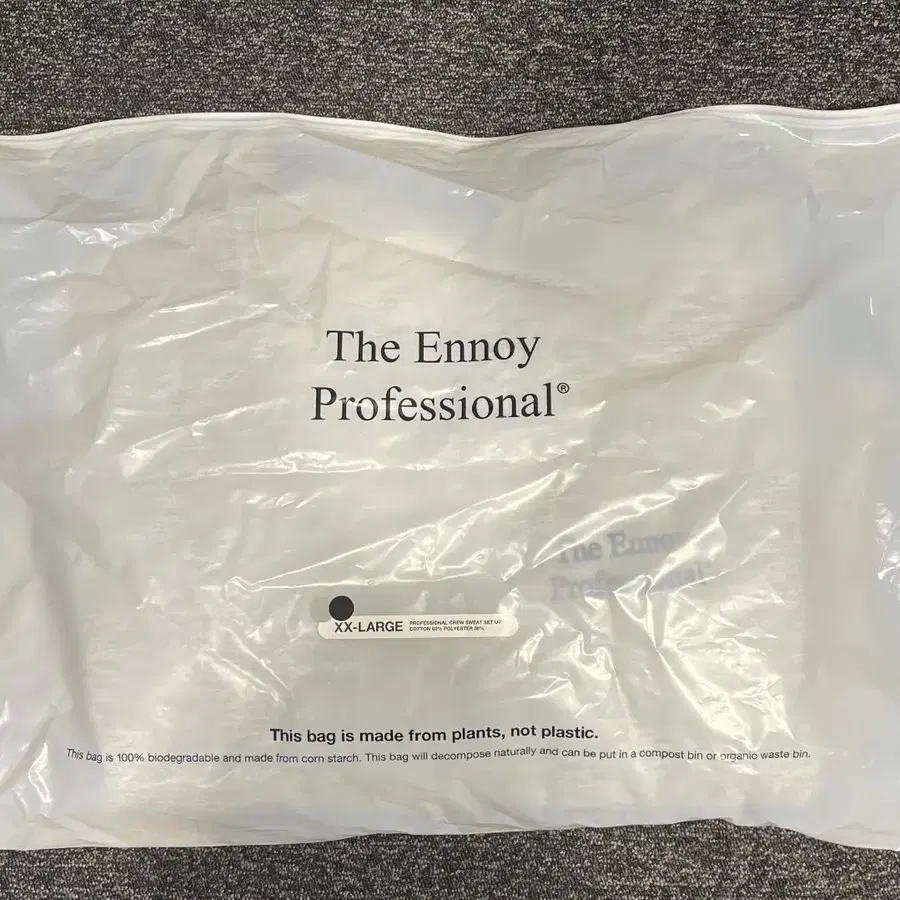 The Ennoy
Professional®
The Ennoy
Professional®
XX-LARGE
PROFESSIONAL CREW SWEAT SET UP
COTTON 62% POLYESTER 38%
This bag is made from plants, not plastic.
This bag is 100% biodegradable and made from corn starch. This bag will decompose naturally and can be put in a compost bin or organic waste bin.